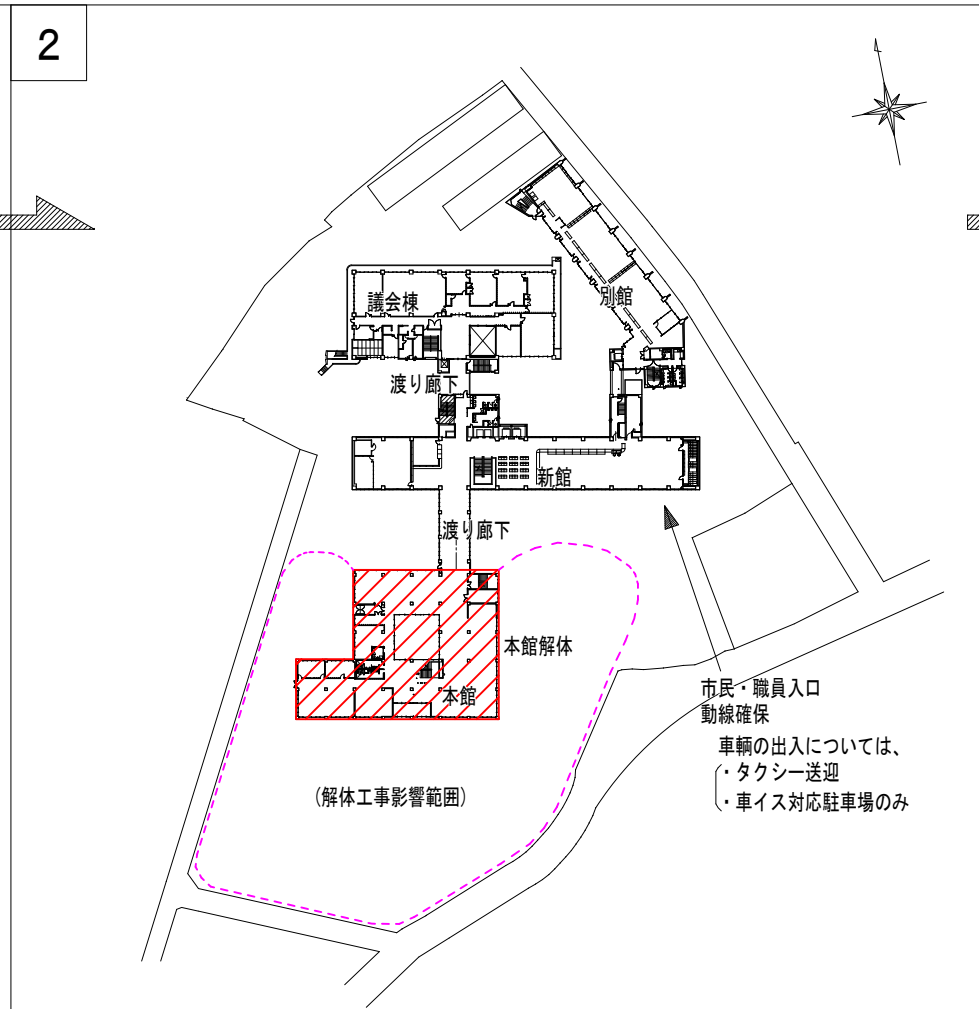 2
議会棟
別館
渡り廊下
新館
渡り廊下
本館解体
本館
市民・職員入口
動線確保
車輌の出入については、
・タクシー送迎
・車イス対応駐車場のみ
(解体工事影響範囲)